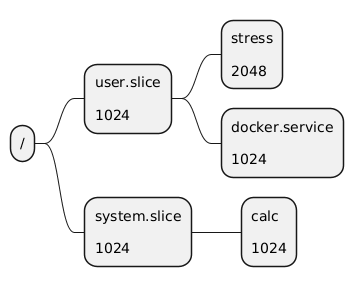 /
user.slice
1024
stress
2048
docker.service
1024
system.slice
1024
calc
1024